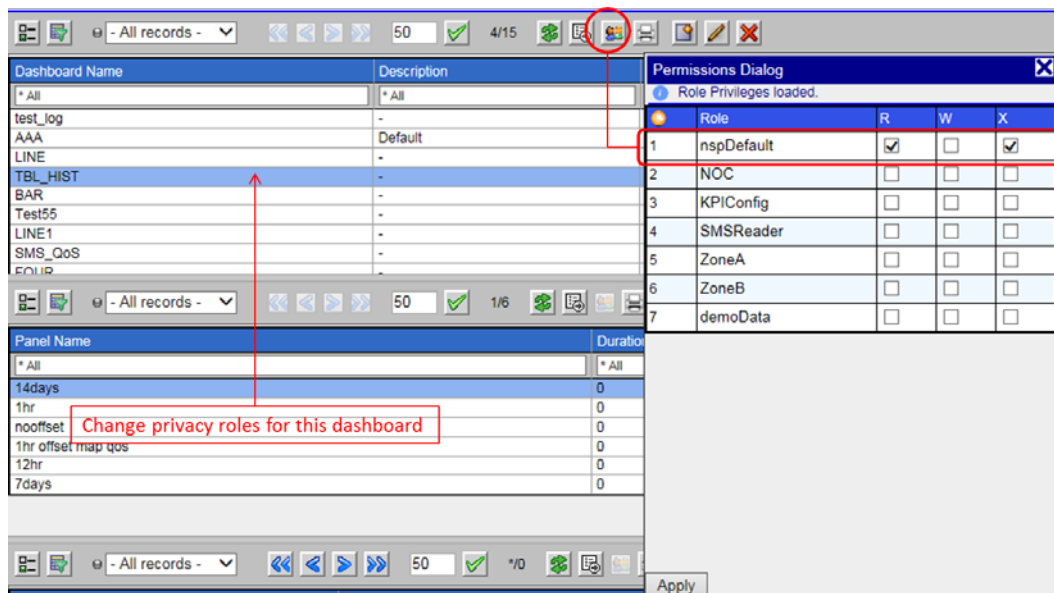 - All records -
50
4/15
Dashboard Name Description
* All * All
test_log -
AAA Default
LINE -
TBL_HIST -
BAR -
Test55 -
LINE1 -
SMS_QoS -
FOUR -
- All records -
50
1/6
Panel Name Duration
* All * All
14days 0
1hr 0
nooffset 0
1hr offset map qos 0
12hr 0
7days 0
Change privacy roles for this dashboard
- All records -
50
*/0
Permissions Dialog X
Role Privileges loaded.
Role R W X
1 nspDefault
2 NOC
3 KPIConfig
4 SMSReader
5 ZoneA
6 ZoneB
7 demoData
Apply